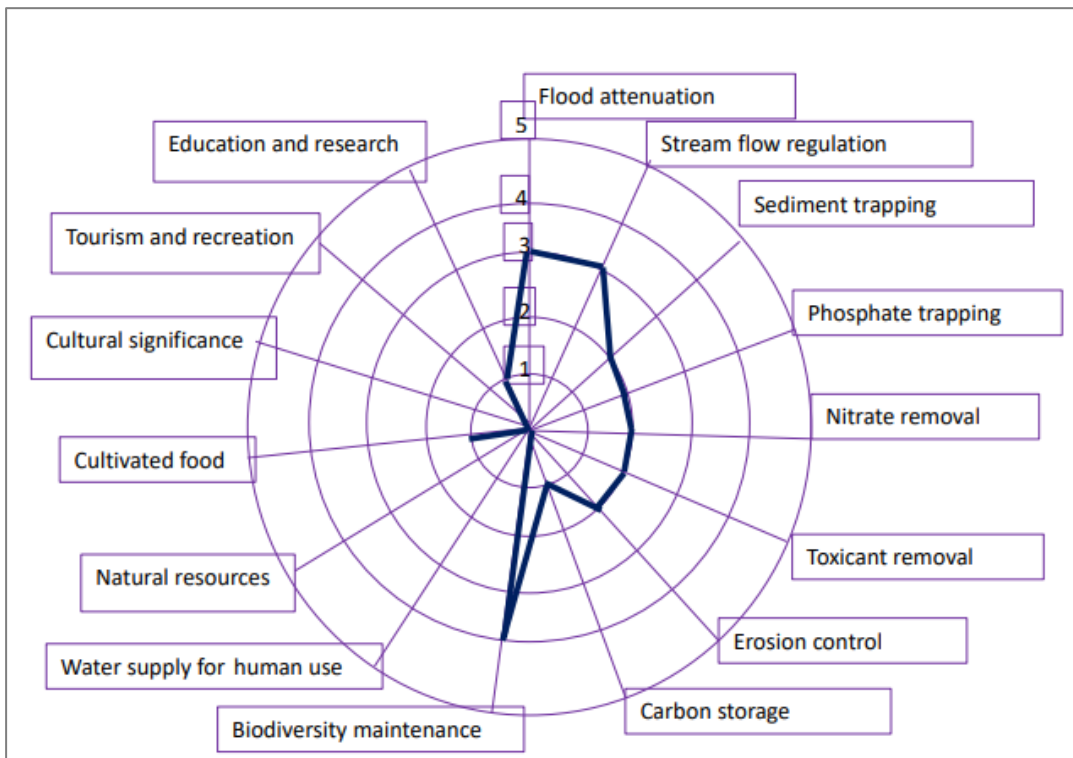 Flood attenuation
5
Education and research
Stream flow regulation
4
Sediment trapping
Tourism and recreation
3
2
Phosphate trapping
Cultural significance
1
Nitrate removal
Cultivated food
Toxicant removal
Natural resources
Erosion control
Water supply for human use
Carbon storage
Biodiversity maintenance